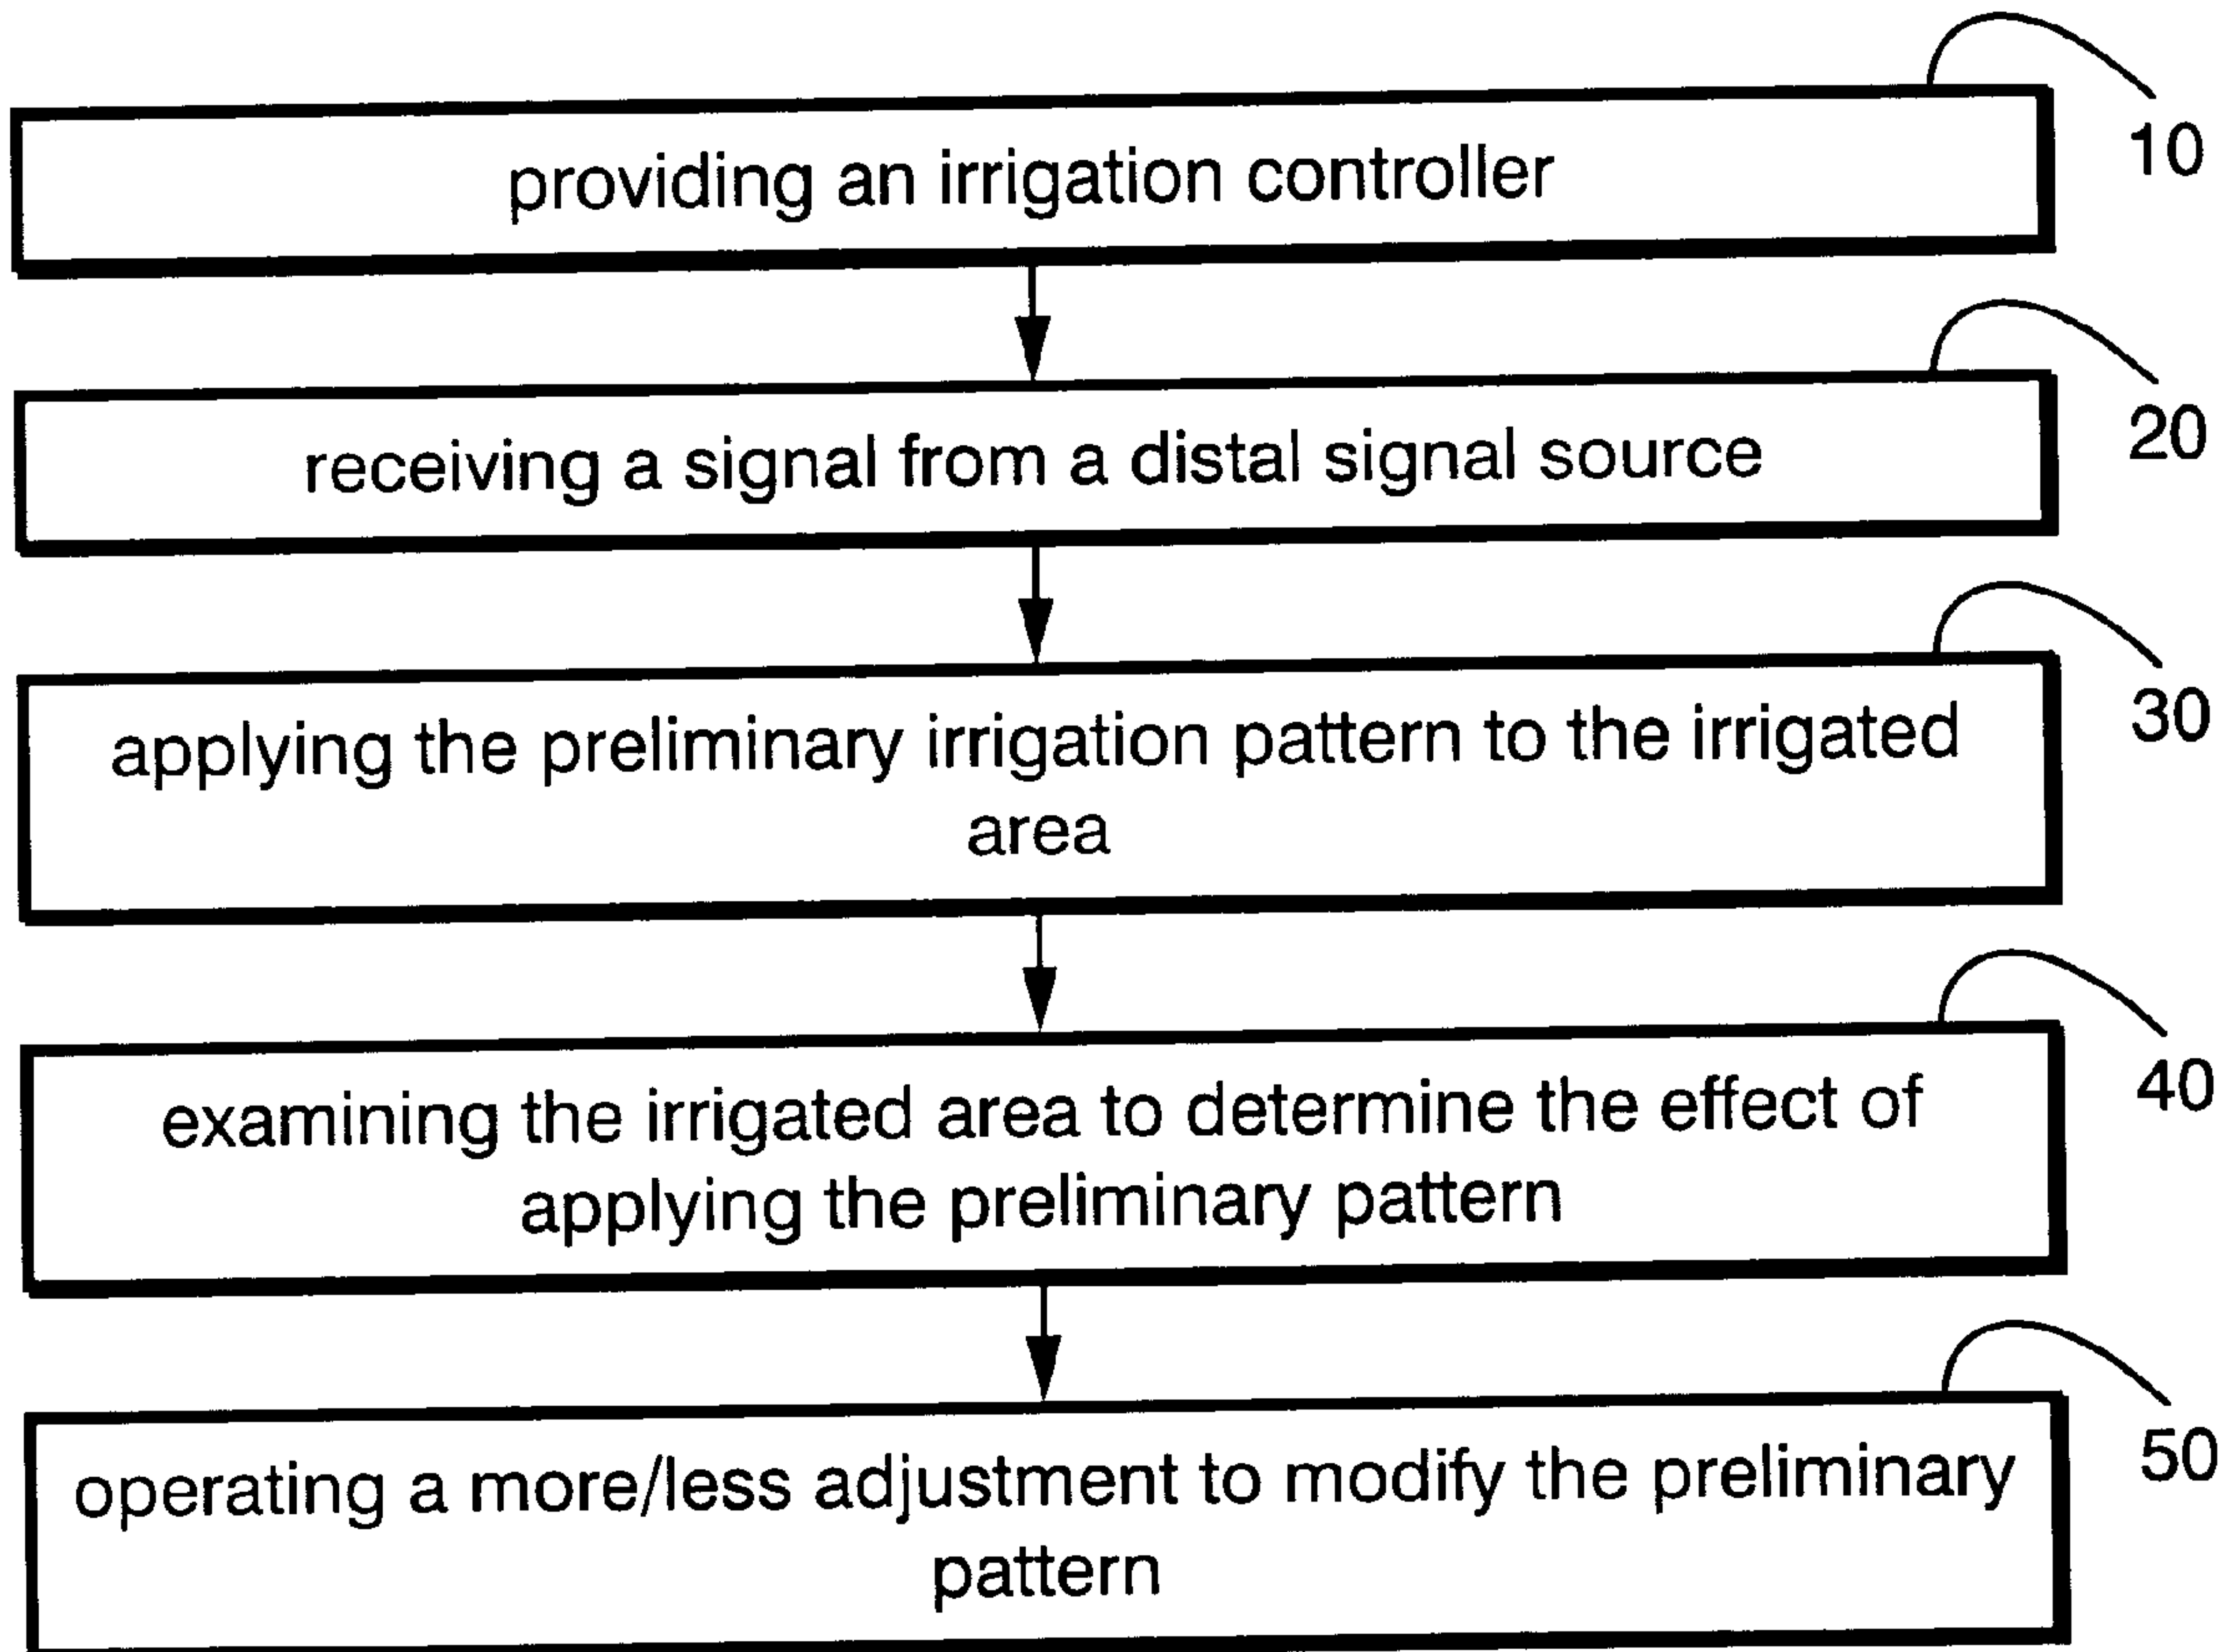 providing an irrigation controller
10
receiving a signal from a distal signal source
20
applying the preliminary irrigation pattern to the irrigated
area
30
examining the irrigated area to determine the effect of
applying the preliminary pattern
40
operating a more/less adjustment to modify the preliminary
pattern
50